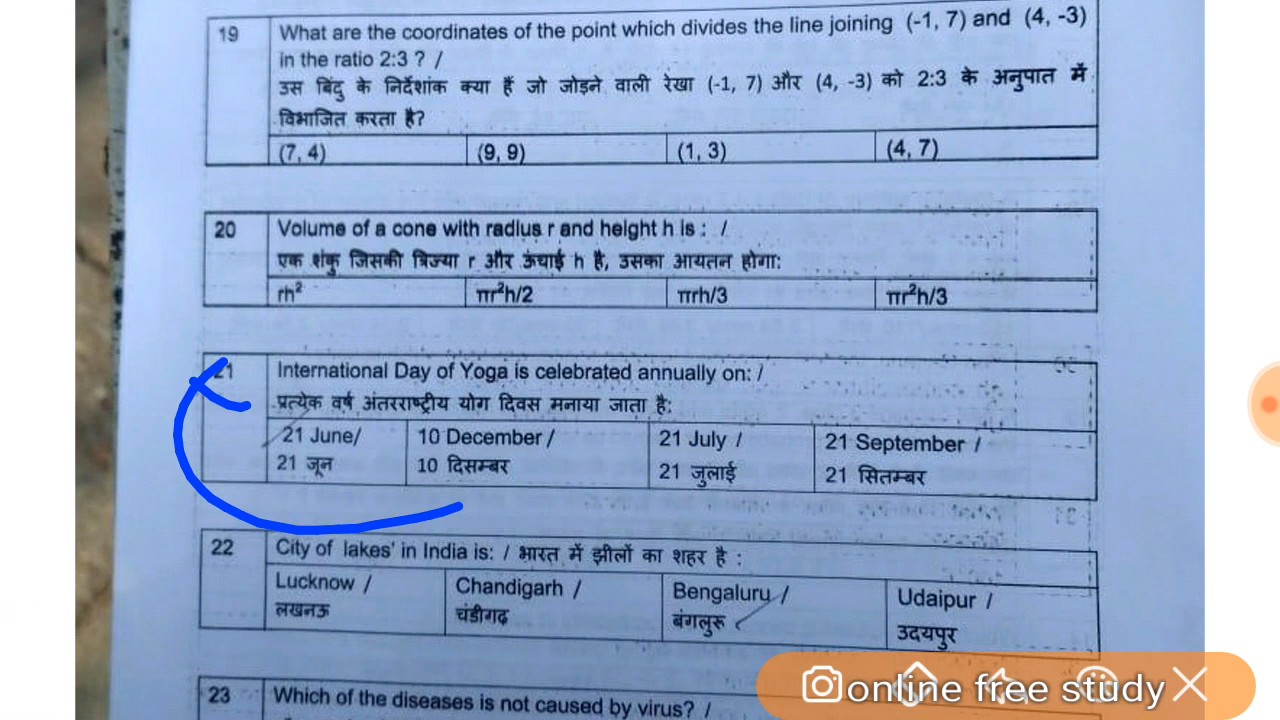 19
What are the coordinates of the point which divides the line joining (-1, 7) and (4, -3)
in the ratio 2:3 ? /
उस बिंदु के निर्देशांक क्या हैं जो जोड़ने वाली रेखा (-1, 7) और (4, -3) को 2:3 के अनुपात में
विभाजित करता है?
(7, 4) (9, 9) (1, 3) (4, 7)
20
Volume of a cone with radius r and height h is : /
एक शंकु जिसकी त्रिज्या r और ऊंचाई h है, उसका आयतन होगा:
rh² πr²h/2 πrh/3 πr²h/3
21
International Day of Yoga is celebrated annually on: /
प्रत्येक वर्ष अंतरराष्ट्रीय योग दिवस मनाया जाता है:
21 June/ 10 December / 21 July / 21 September /
21 जून 10 दिसम्बर 21 जुलाई 21 सितम्बर
22
City of lakes' in India is: / भारत में झीलों का शहर है :
Lucknow / Chandigarh / Bengaluru / Udaipur /
लखनऊ चंडीगढ़ बंगलुरू उदयपुर
23
Which of the diseases is not caused by virus? /
online free study